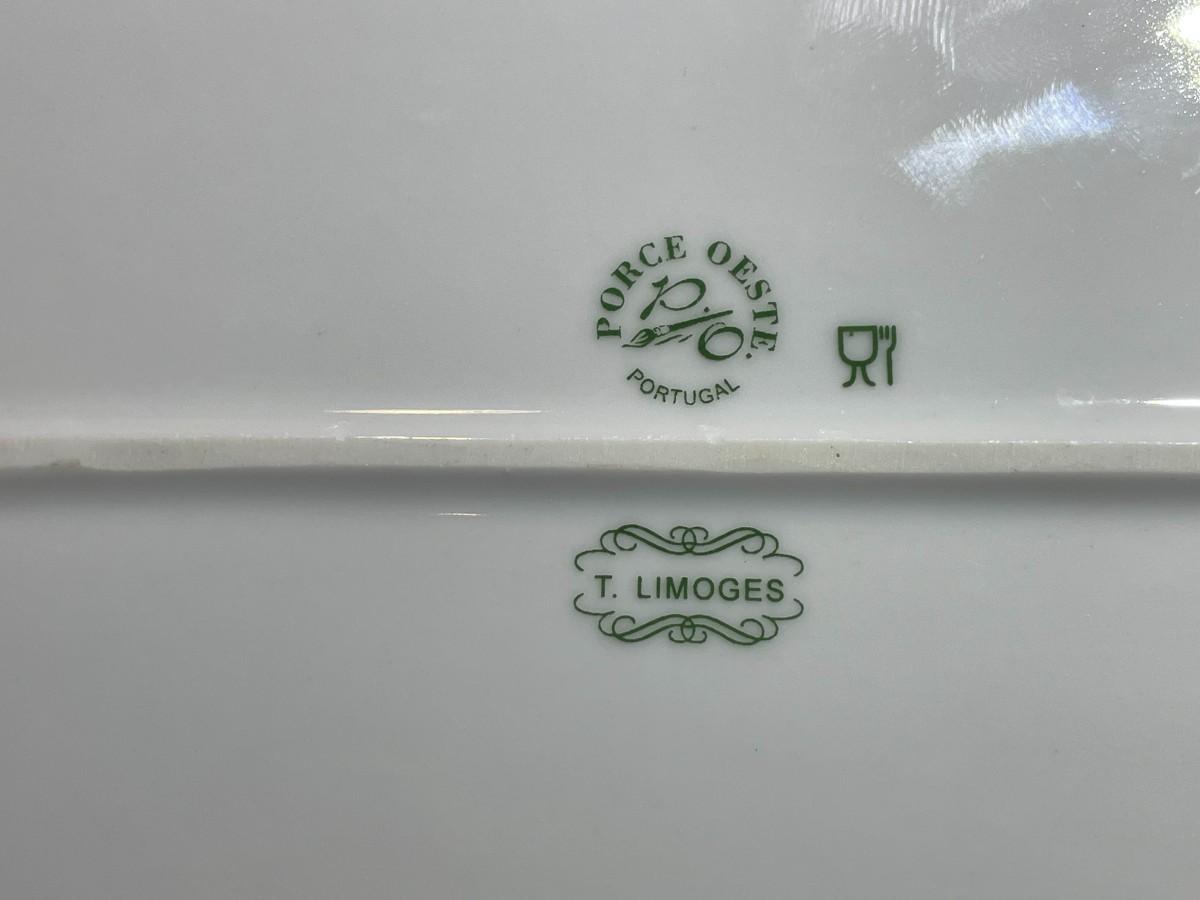 PORCE OESTE.
P.O
PORTUGAL
T. LIMOGES